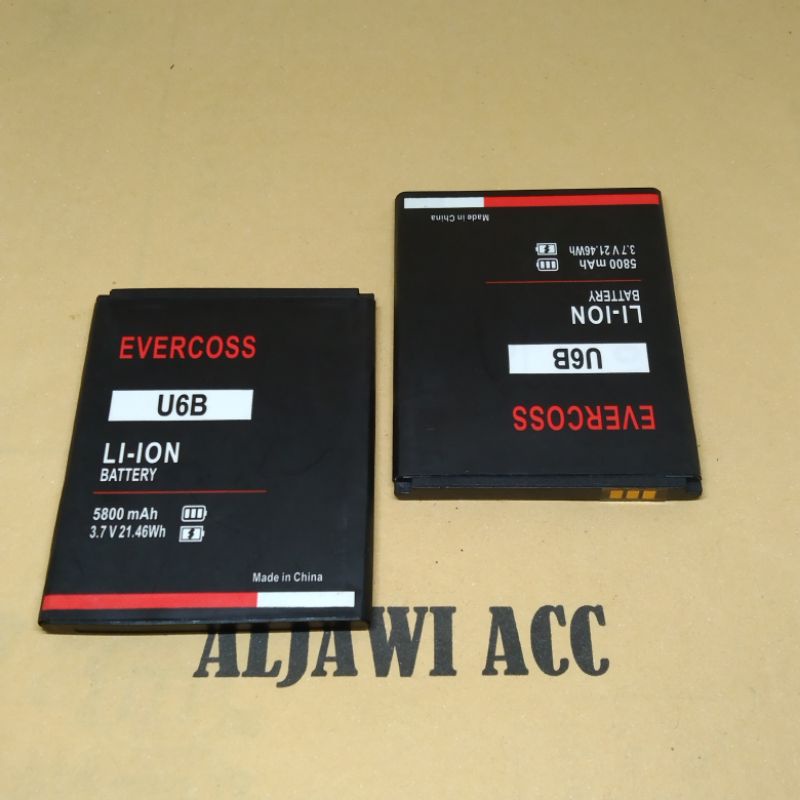 EVERCOSS
U6B
LI-ION
BATTERY
5800 mAh
3.7 V 21.46Wh
Made in China
EVERCOSS
U6B
LI-ION
BATTERY
5800 mAh
3.7 V 21.46Wh
Made in China
ALJAWI ACC